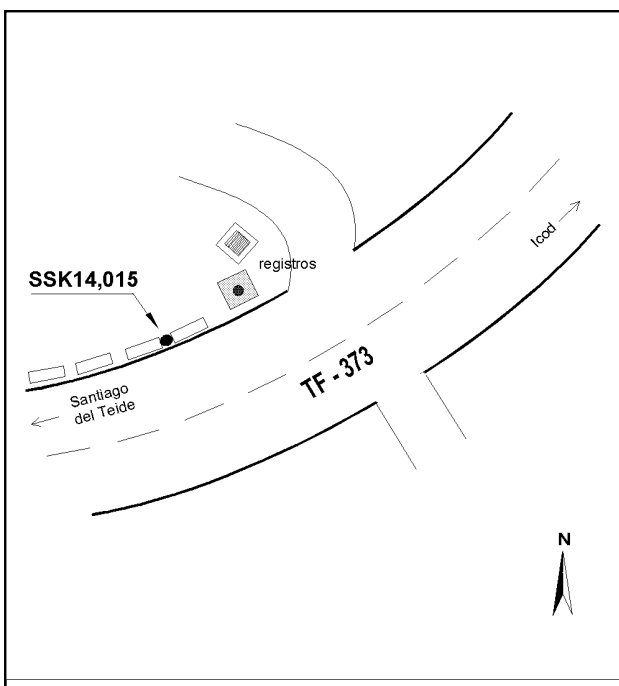 Icod
registros
SSK14,015
TF - 373
Santiago
del Teide
N